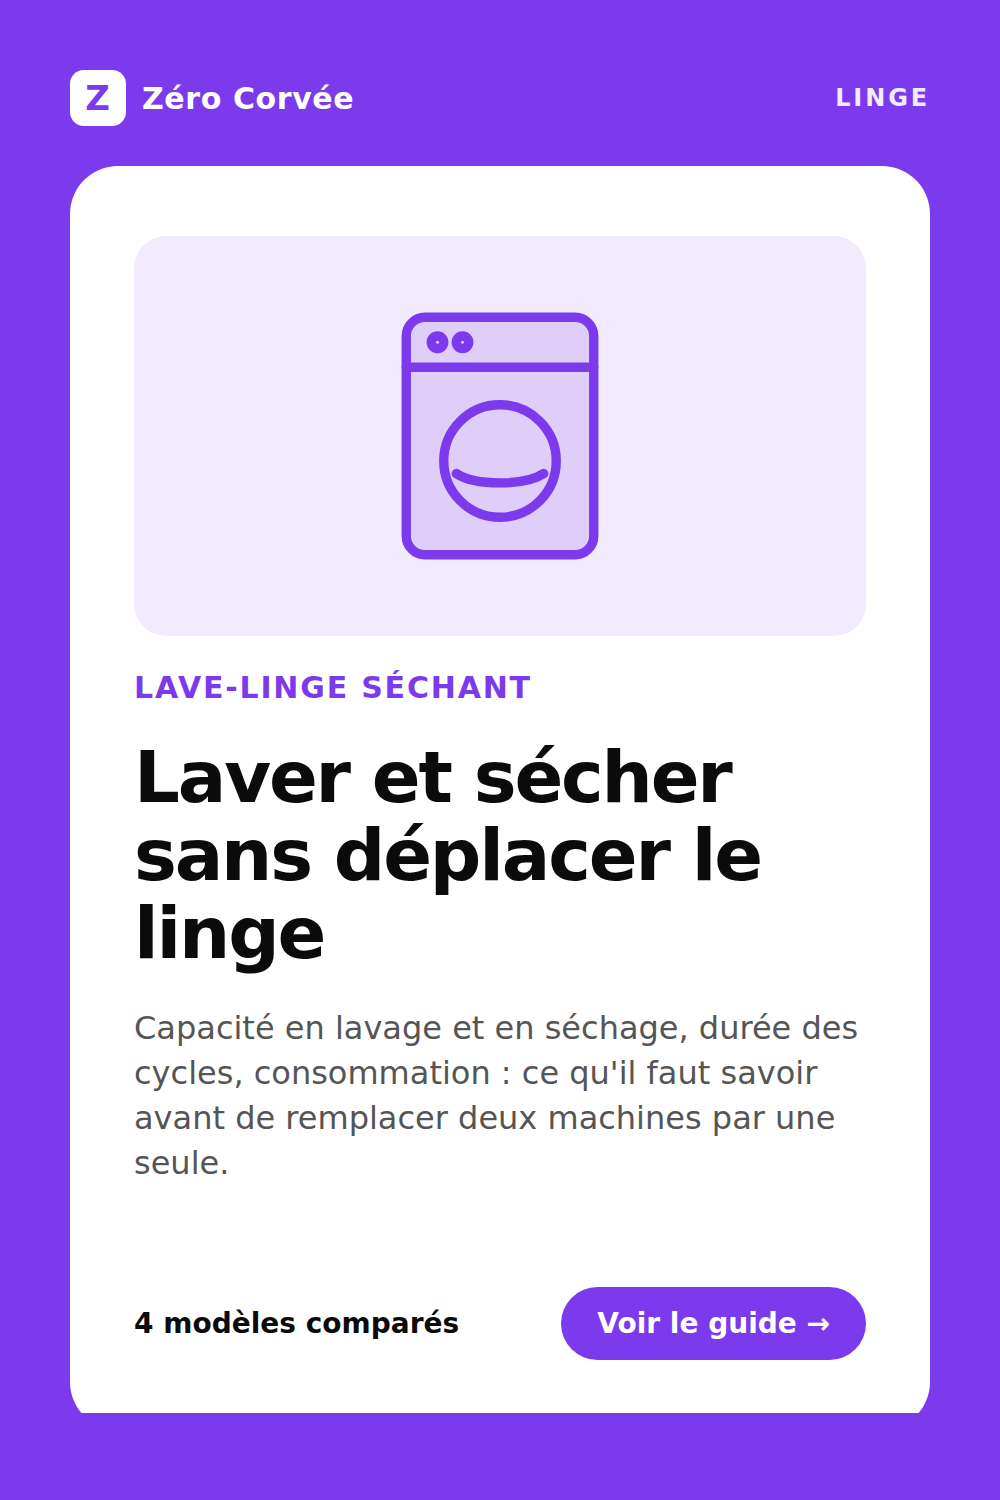 Z Zéro Corvée
LINGE
LAVE-LINGE SÉCHANT
Laver et sécher
sans déplacer le
linge
Capacité en lavage et en séchage, durée des
cycles, consommation : ce qu'il faut savoir
avant de remplacer deux machines par une
seule.
4 modèles comparés
Voir le guide →